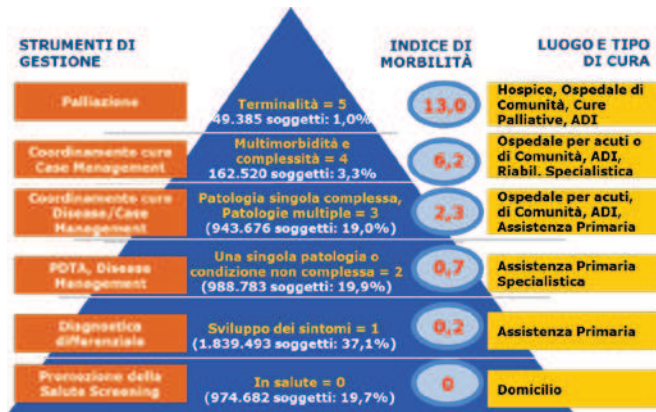 STRUMENTI DI
GESTIONE
INDICE DI
MORBILITÀ
LUOGO E TIPO
DI CURA
Palliazione
Terminalità = 5
49.385 soggetti: 1,0%)
13,0
Hospice, Ospedale di
Comunità, Cure
Palliative, ADI
Coordinamento cura
Case Management
Multimorbidità e
complessità = 4
162.520 soggetti: 3,3%)
6,2
Ospedale per acuti o
di Comunità, ADI,
Riabil. Specialistica
Coordinamento cure
Disease/Case
Management
Patologia singola complessa,
Patologie multiple = 3
(943.676 soggetti: 19,0%)
2,3
Ospedale per acuti,
di Comunità, ADI,
Assistenza Primaria
PDTA, Disease
Management
Una singola patologia o
condizione non complessa = 2
(988.783 soggetti: 19,9%)
0,7
Assistenza Primaria
Specialistica
Diagnostica
differenziale
Sviluppo dei sintomi = 1
(1.839.493 soggetti: 37,1%)
0,2
Assistenza Primaria
Promozione della
Salute Screening
In salute = 0
(974.682 soggetti: 19,7%)
0
Domicilio